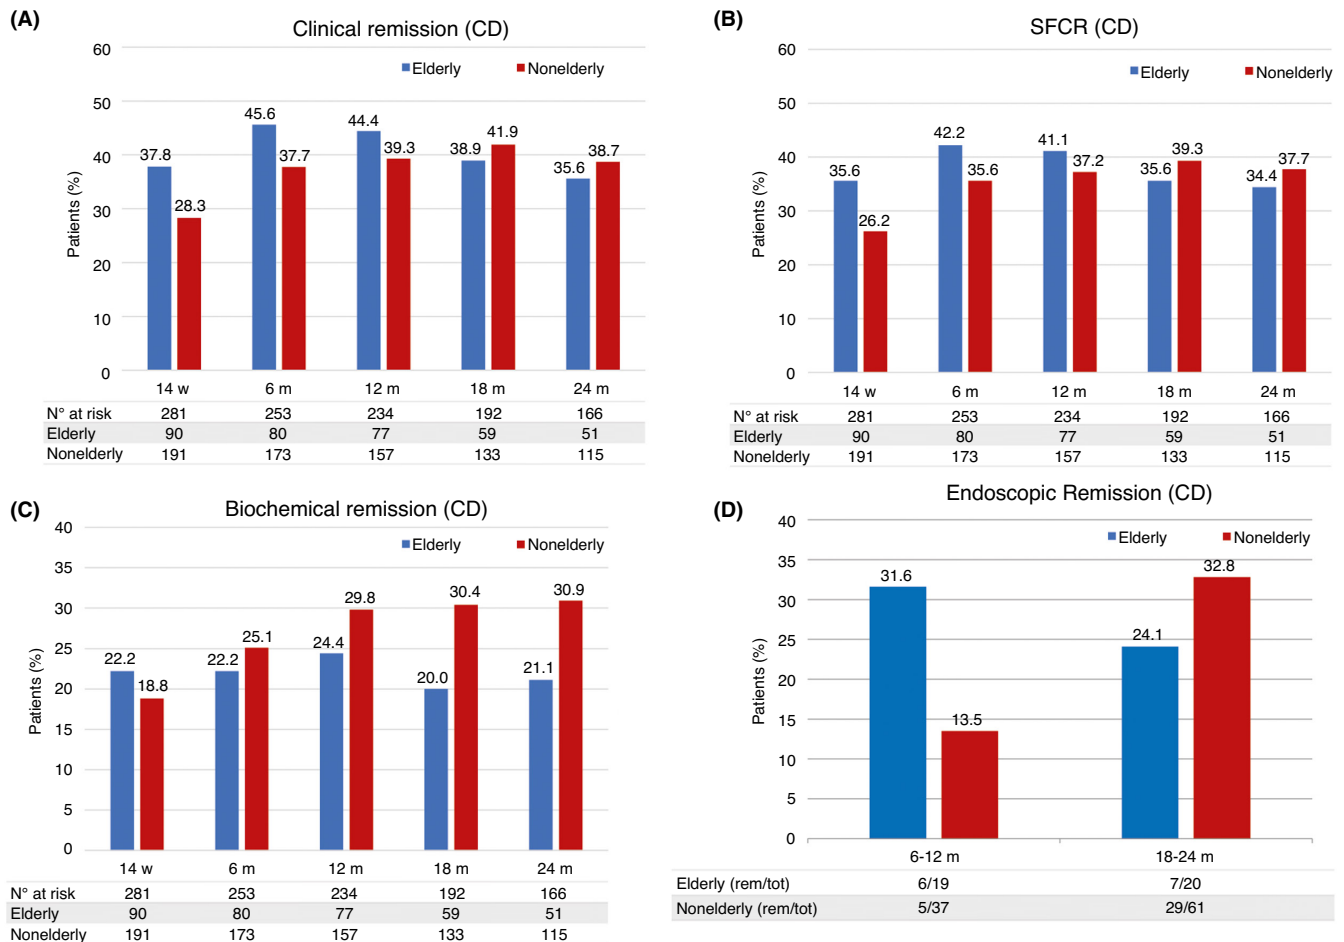 (A)
Clinical remission (CD)
Elderly Nonelderly
Patients (%)
60
50
40
30
20
10
0
37.8 28.3 45.6 37.7 44.4 39.3 38.9 41.9 35.6 38.7
14 w 6 m 12 m 18 m 24 m
N° at risk 281 253 234 192 166
Elderly 90 80 77 59 51
Nonelderly 191 173 157 133 115
(B)
SFCR (CD)
Elderly Nonelderly
Patients (%)
60
50
40
30
20
10
0
35.6 26.2 42.2 35.6 41.1 37.2 35.6 39.3 34.4 37.7
14 w 6 m 12 m 18 m 24 m
N° at risk 281 253 234 192 166
Elderly 90 80 77 59 51
Nonelderly 191 173 157 133 115
(C)
Biochemical remission (CD)
Elderly Nonelderly
Patients (%)
40
35
30
25
20
15
10
5
0
22.2 18.8 22.2 25.1 24.4 29.8 20.0 30.4 21.1 30.9
14 w 6 m 12 m 18 m 24 m
N° at risk 281 253 234 192 166
Elderly 90 80 77 59 51
Nonelderly 191 173 157 133 115
(D)
Endoscopic Remission (CD)
Elderly Nonelderly
Patients (%)
40
35
30
25
20
15
10
5
0
31.6 13.5 24.1 32.8
6-12 m 18-24 m
Elderly (rem/tot) 6/19 7/20
Nonelderly (rem/tot) 5/37 29/61